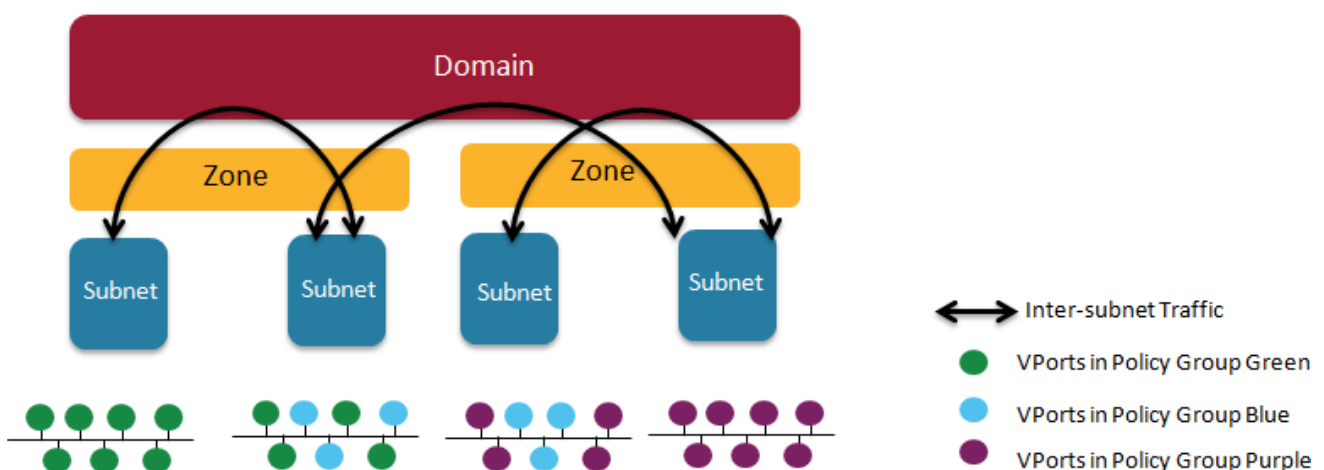 Domain
Zone
Zone
Subnet
Subnet
Subnet
Subnet
Inter-subnet Traffic
VPorts in Policy Group Green
VPorts in Policy Group Blue
VPorts in Policy Group Purple